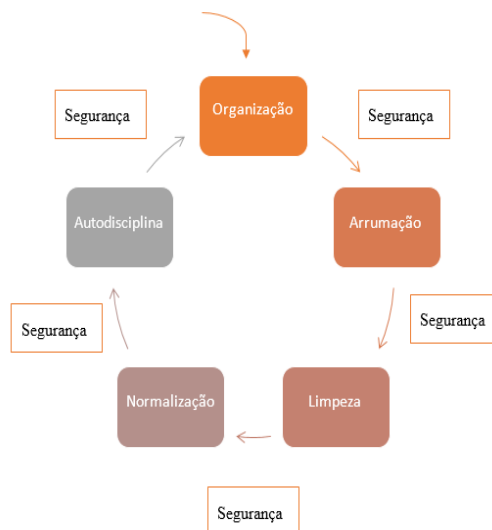 Organização
Segurança
Segurança
Autodisciplina
Arrumação
Segurança
Segurança
Normalização
Limpeza
Segurança